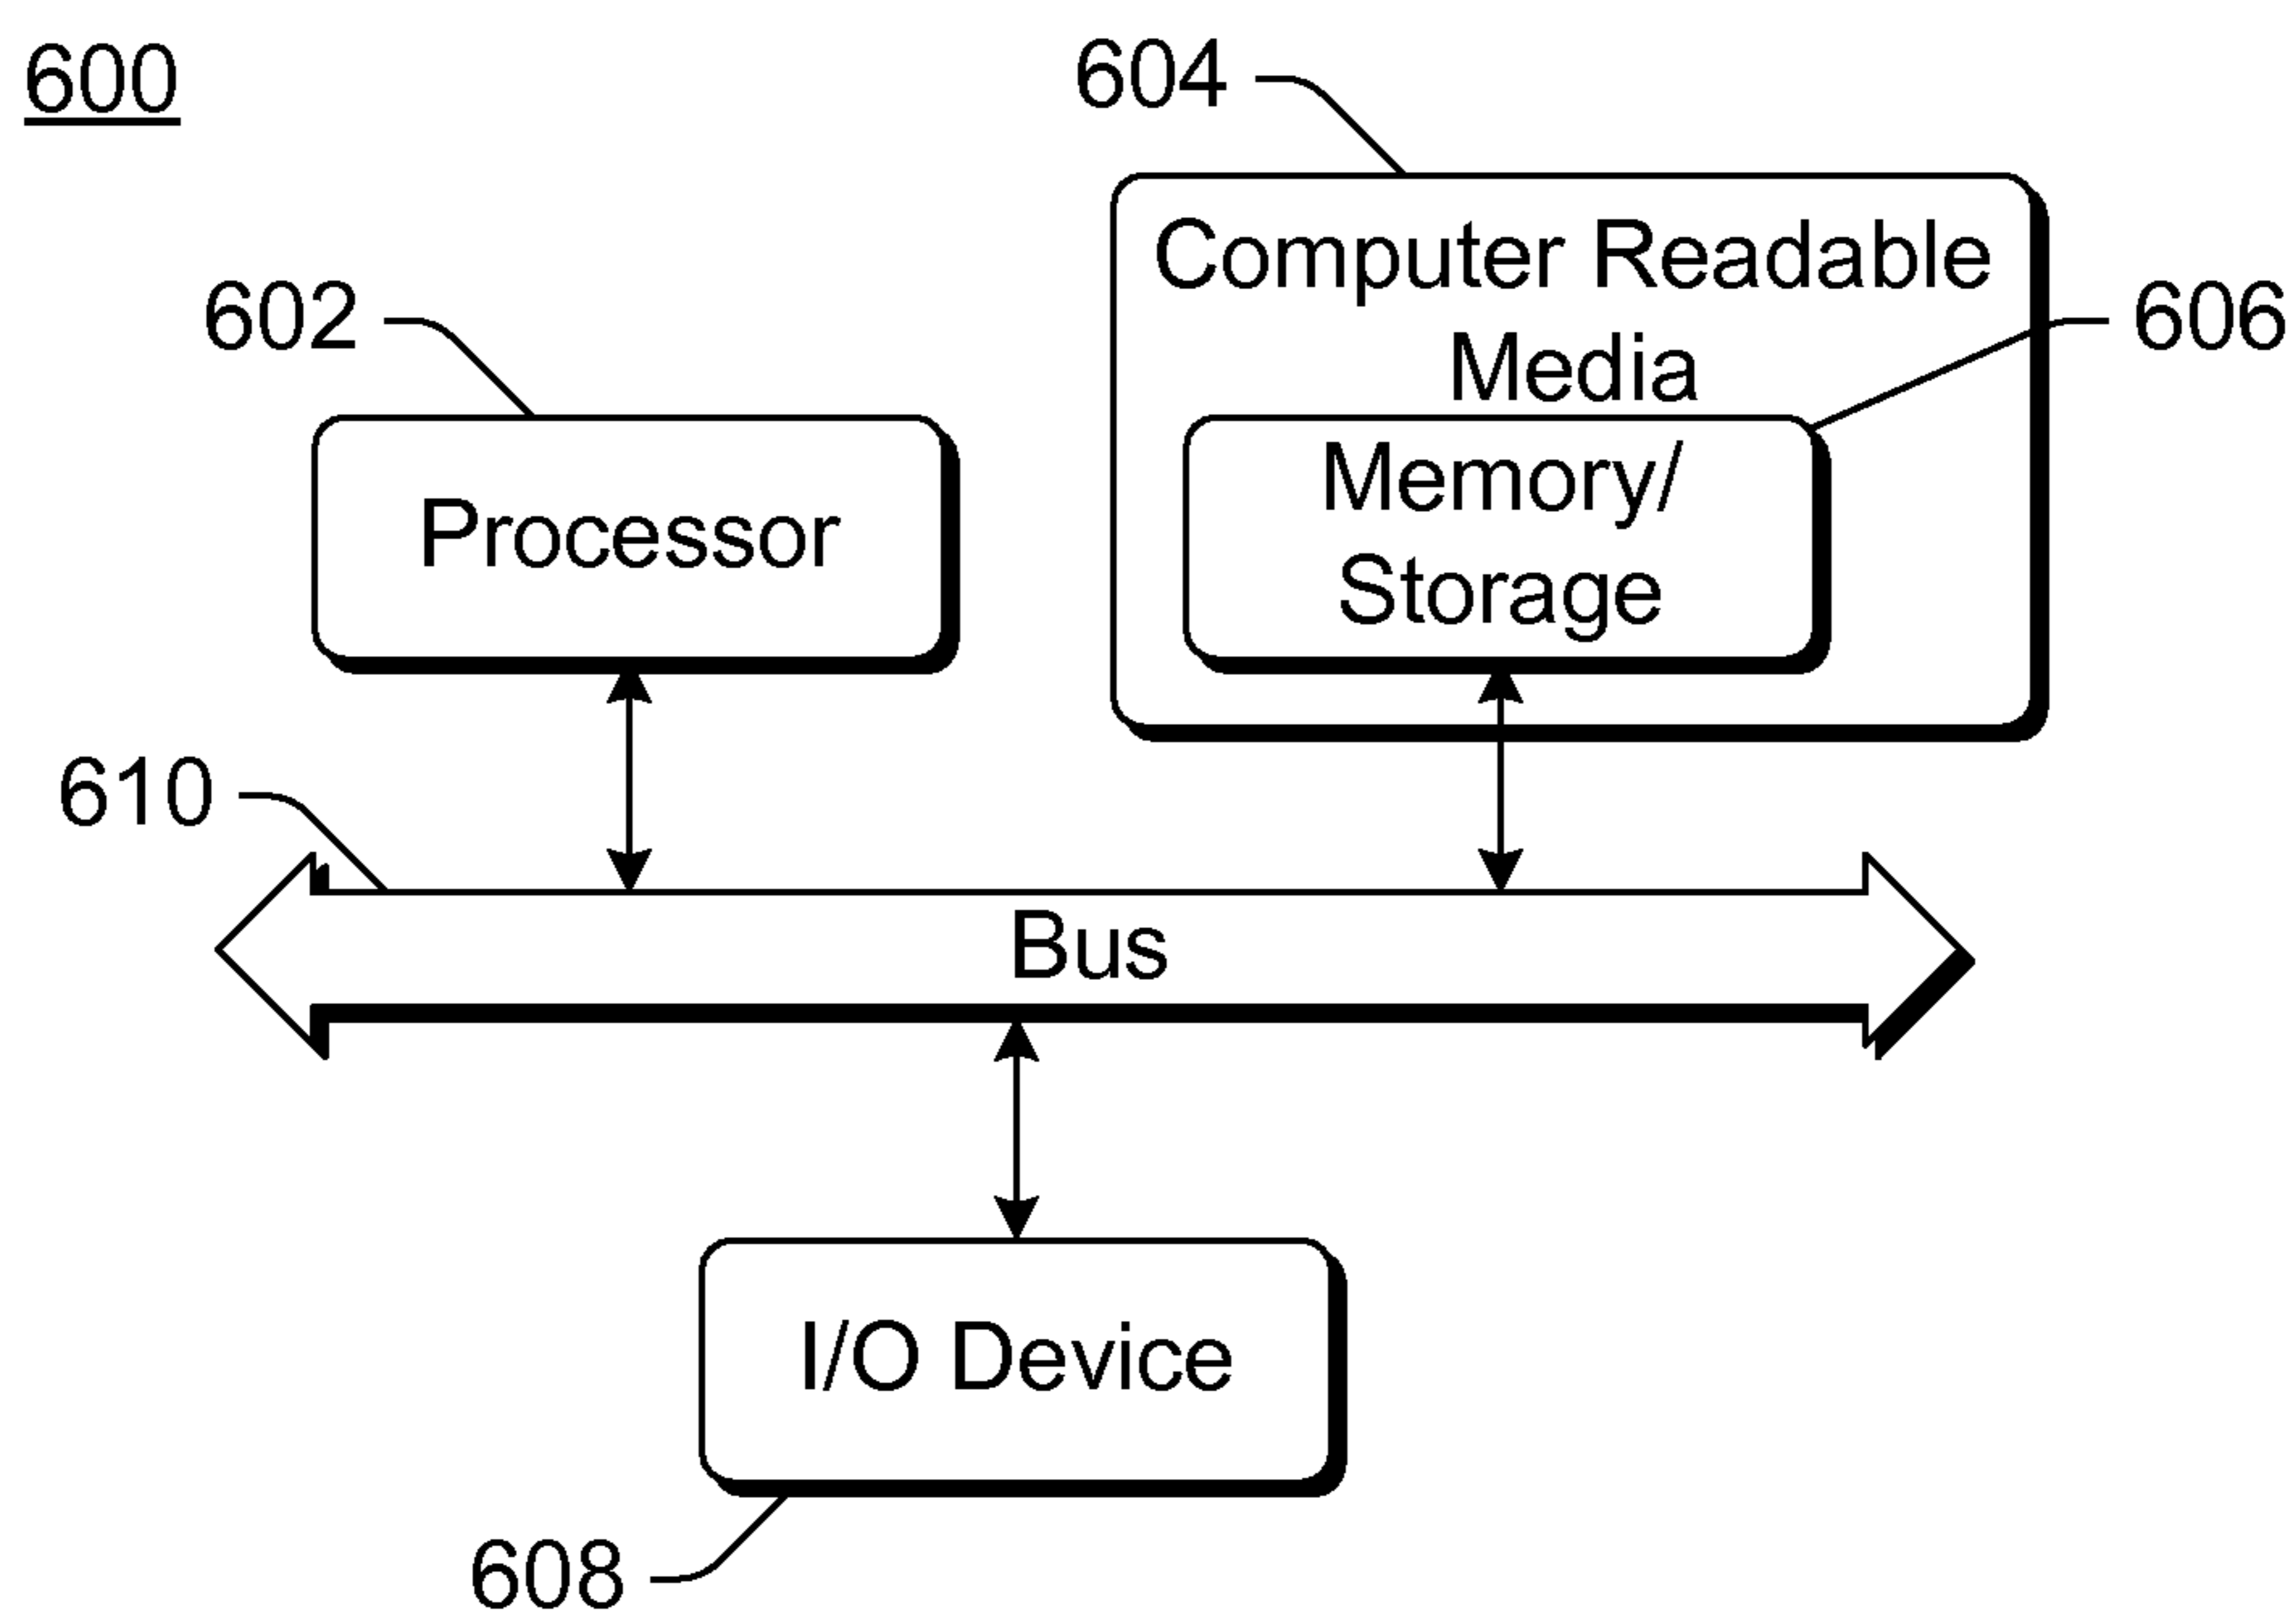 600
604
Computer Readable
602
606
Media
Memory/
Processor
Storage
610
Bus
I/O Device
608